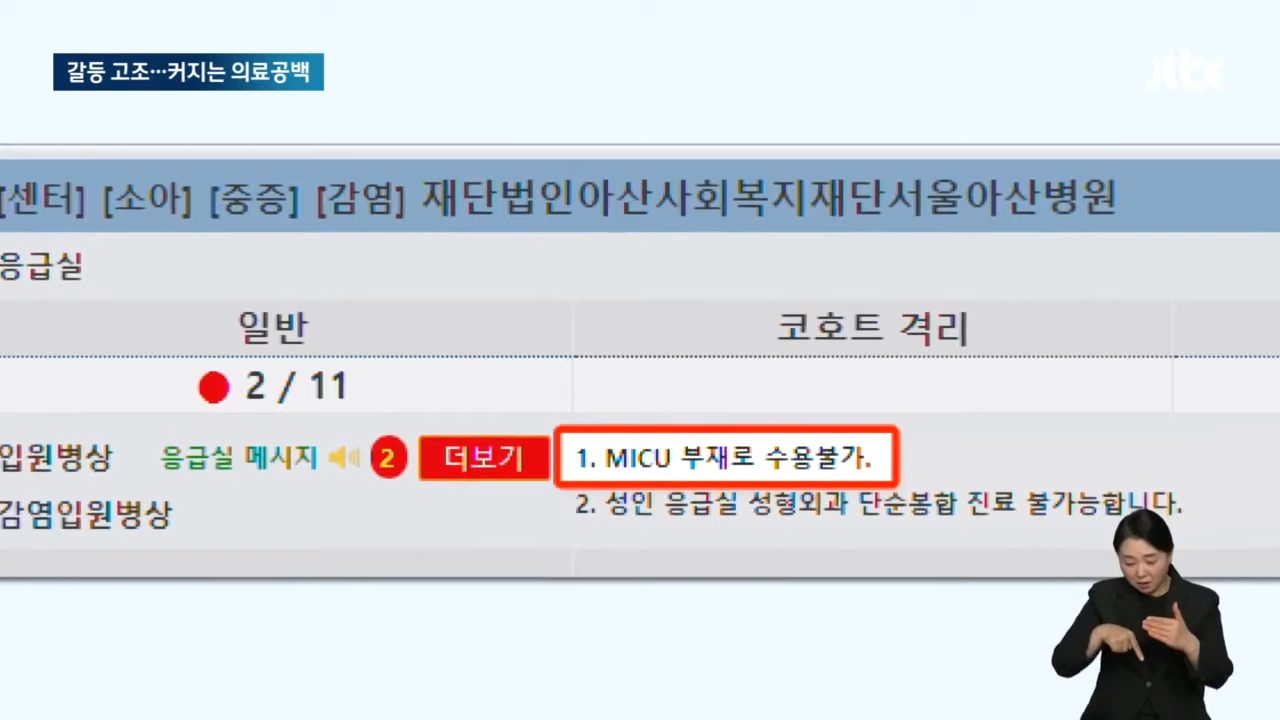 갈등 고조…커지는 의료공백
jtbc
[센터] [소아] [중증] [감염] 재단법인아산사회복지재단서울아산병원
응급실
일반 코호트 격리
2 / 11
입원병상 응급실 메시지 2 더보기 1. MICU 부재로 수용불가.
감염입원병상 2. 성인 응급실 성형외과 단순봉합 진료 불가능합니다.